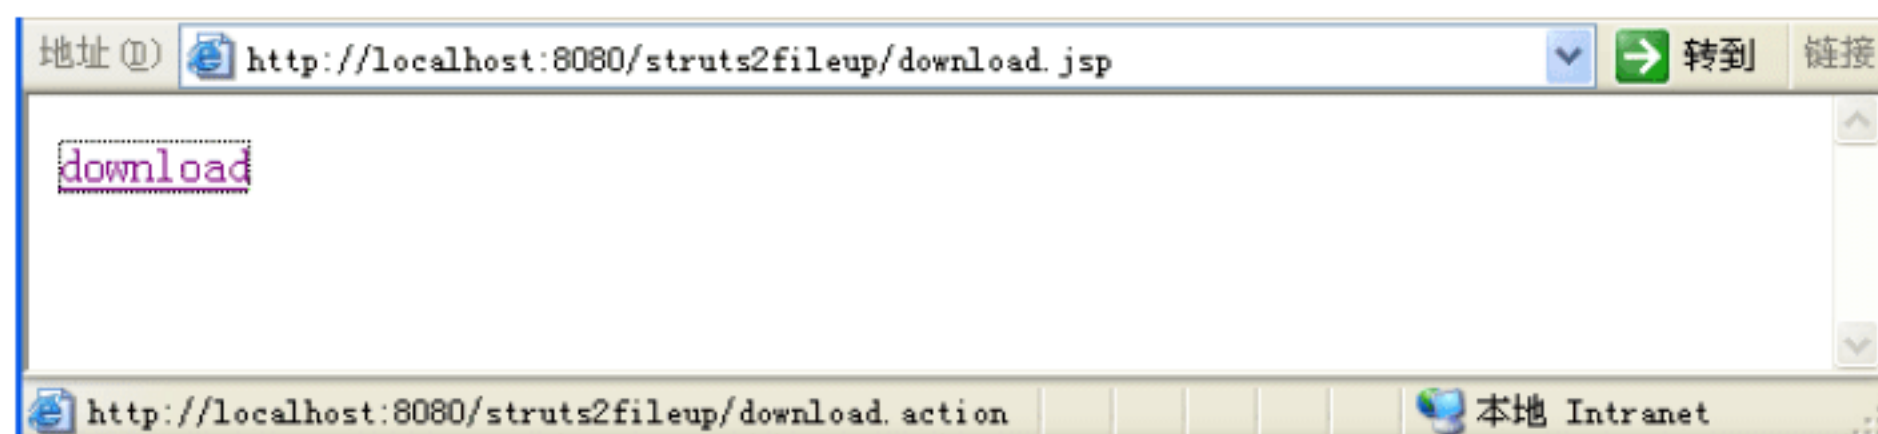 地址(D) http://localhost:8080/struts2fileup/download.jsp 转到 链接
download
http://localhost:8080/struts2fileup/download.action 本地 Intranet